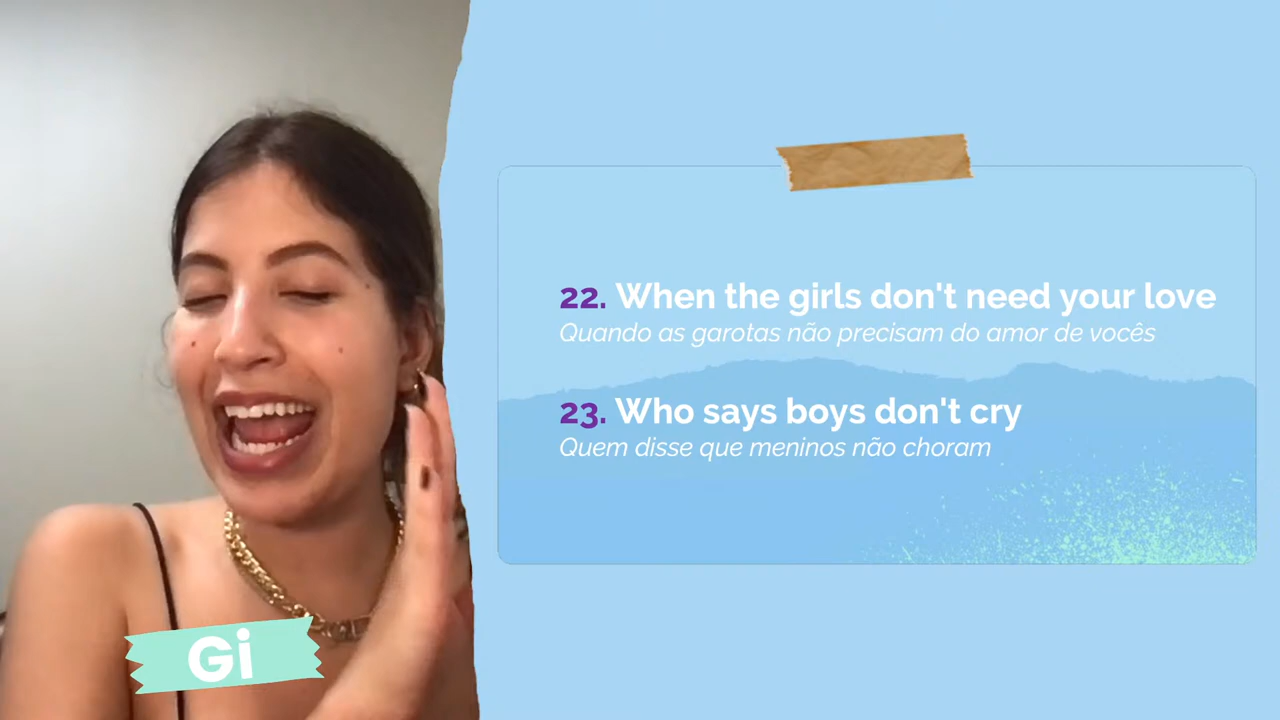 22. When the girls don't need your love
Quando as garotas não precisam do amor de vocês
23. Who says boys don't cry
Quem disse que meninos não choram
Gi